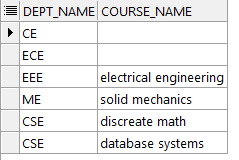 DEPT_NAME COURSE_NAME
CE
ECE
EEE electrical engineering
ME solid mechanics
CSE discreate math
CSE database systems